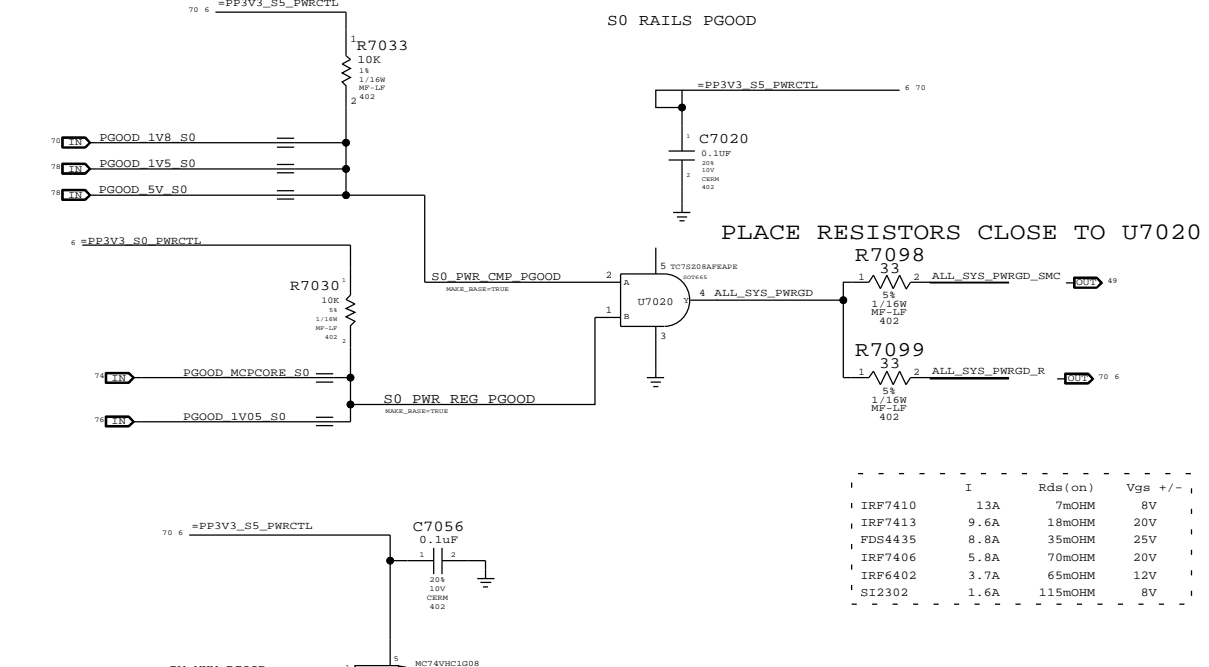 70 6 =PP3V3_S5_PWRCTL
S0 RAILS PGOOD
1
R7033
10K
1%
1/16W
MF-LF
402
2
=PP3V3_S5_PWRCTL 6 70
1
C7020
0.1UF
20%
10V
CERM
402
2
70 IN PGOOD_1V8_S0
78 IN PGOOD_1V5_S0
78 IN PGOOD_5V_S0
PLACE RESISTORS CLOSE TO U7020
6 =PP3V3_S0_PWRCTL
R7030
1
10K
5%
1/16W
MF-LF
402
2
S0_PWR_CMP_PGOOD
MAKE_BASE=TRUE
2
A
5 TC7SZ08AFEAPE
SOT665
U7020
Y
4 ALL_SYS_PWRGD
1
B
3
R7098
33
1 2
5%
1/16W
MF-LF
402
ALL_SYS_PWRGD_SMC OUT 49
R7099
33
1 2
5%
1/16W
MF-LF
402
ALL_SYS_PWRGD_R OUT 70 6
74 IN PGOOD_MCPCORE_S0
S0_PWR_REG_PGOOD
MAKE_BASE=TRUE
76 IN PGOOD_1V05_S0
I Rds(on) Vgs +/-
IRF7410 13A 7mOHM 8V
IRF7413 9.6A 18mOHM 20V
FDS4435 8.8A 35mOHM 25V
IRF7406 5.8A 70mOHM 20V
IRF6402 3.7A 65mOHM 12V
SI2302 1.6A 115mOHM 8V
70 6 =PP3V3_S5_PWRCTL
C7056
0.1uF
1 2
20%
10V
CERM
402
5
MC74VHC1G08
1